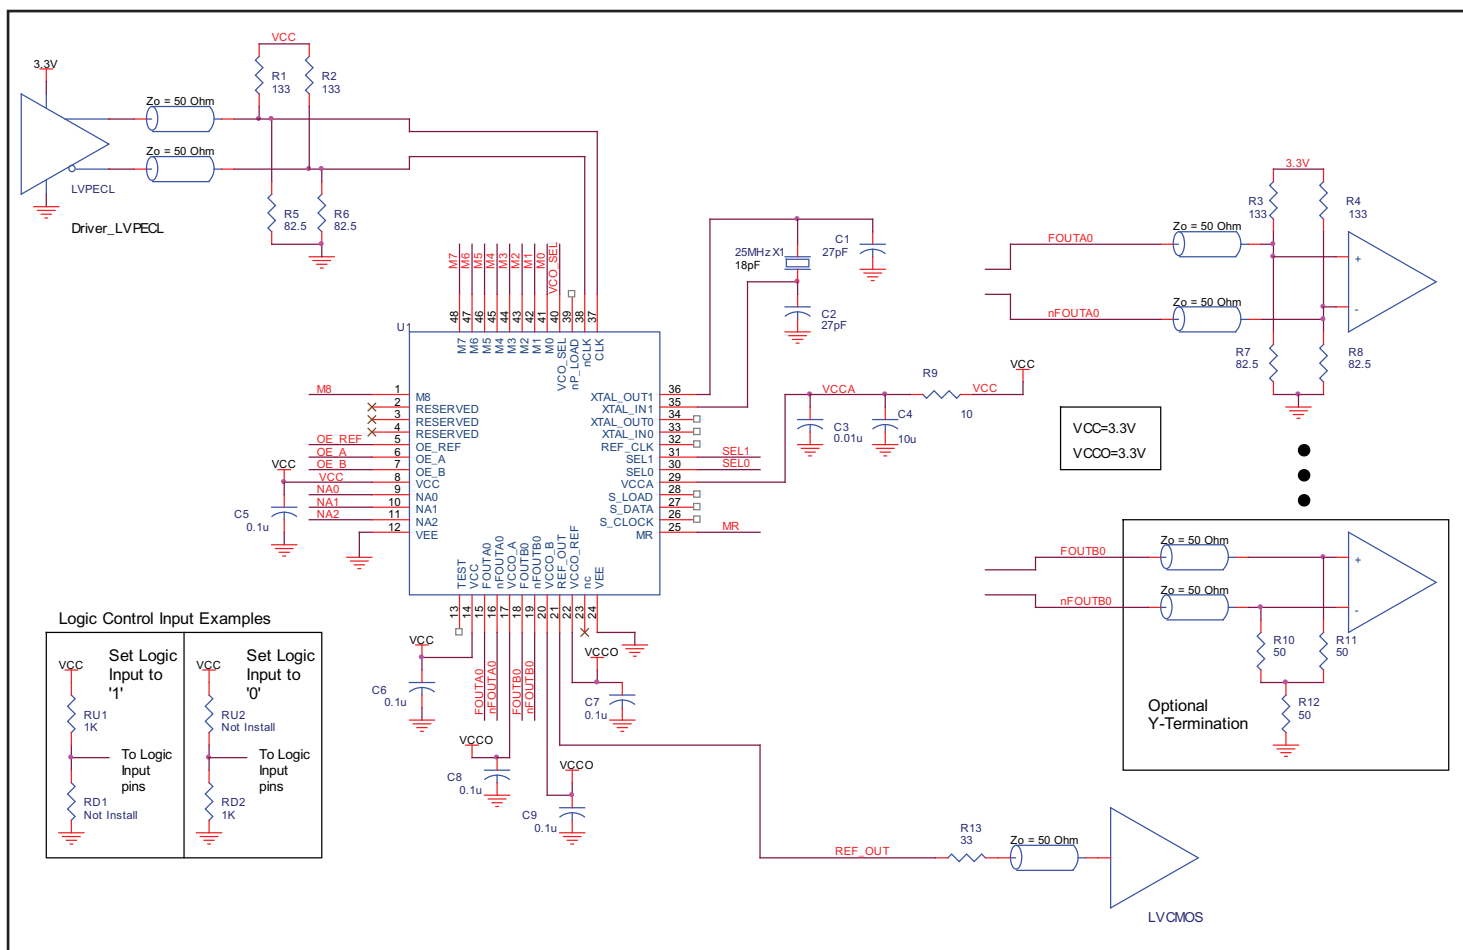 VCC
3.3V
R1
133
R2
133
Zo = 50 Ohm
Zo = 50 Ohm
LVPECL
Driver_LVPECL
R5
82.5
R6
82.5
M7
M6
M5
M4
M3
M2
M1
M0
VCO_SEL
48
47
46
45
44
43
42
41
40
39
38
37
U1
M7
M6
M5
M4
M3
M2
M1
M0
VCO_SEL
nP_LOAD
nCLK
CLK
M8
OE_REF
OE_A
OE_B
VCC
VCC
NA0
NA1
NA2
C5
0.1u
1
2
3
4
5
6
7
8
9
10
11
12
M8
RESERVED
RESERVED
RESERVED
OE_REF
OE_A
OE_B
VCC
NA0
NA1
NA2
VEE
XTAL_OUT1
XTAL_IN1
XTAL_OUT0
XTAL_IN0
REF_CLK
SEL1
SEL0
VCCA
S_LOAD
S_DATA
S_CLOCK
MR
36
35
34
33
32
31
30
29
28
27
26
25
SEL1
SEL0
MR
TEST
VCC
FOUTA0
nFOUTA0
VCCO_A
FOUTB0
nFOUTB0
VCCO_B
REF_OUT
VCCO_REF
nc
VEE
13
14
15
16
17
18
19
20
21
22
23
24
25MHz X1
18pF
C1
27pF
C2
27pF
VCCA
R9
10
VCC
VCC
C3
0.01u
C4
10u
3.3V
R3
133
R4
133
FOUTA0
Zo = 50 Ohm
nFOUTA0
Zo = 50 Ohm
+
-
R7
82.5
R8
82.5
VCC=3.3V
VCCO=3.3V
FOUTB0
Zo = 50 Ohm
nFOUTB0
Zo = 50 Ohm
+
-
R10
50
R11
50
R12
50
Optional
Y-Termination
VCC
C6
0.1u
FOUTA0
nFOUTA0
FOUTB0
nFOUTB0
VCCO
C7
0.1u
VCCO
C8
0.1u
VCCO
C9
0.1u
Logic Control Input Examples
VCC
Set Logic
Input to
'1'
RU1
1K
To Logic
Input
pins
RD1
Not Install
VCC
Set Logic
Input to
'0'
RU2
Not Install
To Logic
Input
pins
RD2
1K
REF_OUT
R13
33
Zo = 50 Ohm
LVCMOS